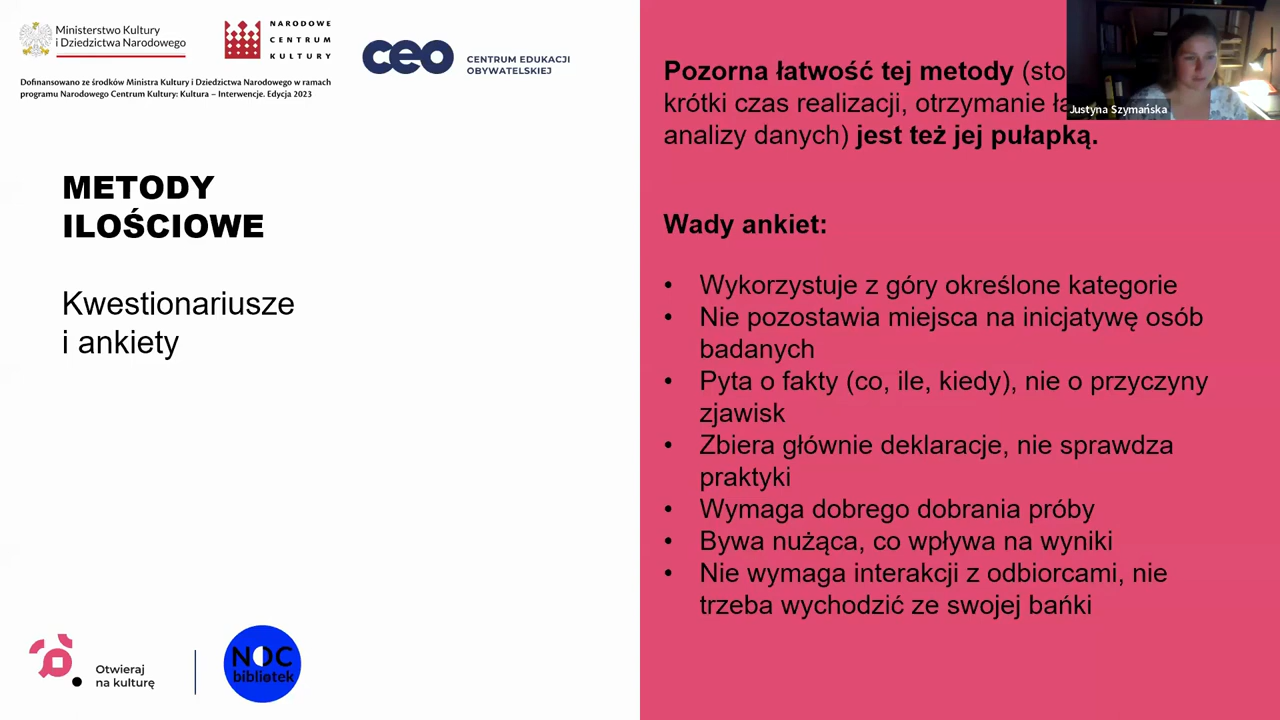 Ministerstwo Kultury
i Dziedzictwa Narodowego
NARODOWE
CENTRUM
KULTURY
ceo
CENTRUM EDUKACJI
OBYWATELSKIEJ
Dofinansowano ze środków Ministra Kultury i Dziedzictwa Narodowego w ramach
programu Narodowego Centrum Kultury: Kultura – Interwencje. Edycja 2023
METODY
ILOŚCIOWE
Kwestionariusze
i ankiety
Otwieraj
na kulturę
NOC
bibliotek
Pozorna łatwość tej metody
krótki czas realizacji, otrzymanie
analizy danych) jest też jej pułapką.
Justyna Szymańska
Wady ankiet:
• Wykorzystuje z góry określone kategorie
• Nie pozostawia miejsca na inicjatywę osób
badanych
• Pyta o fakty (co, ile, kiedy), nie o przyczyny
zjawisk
• Zbiera głównie deklaracje, nie sprawdza
praktyki
• Wymaga dobrego dobrania próby
• Bywa nużąca, co wpływa na wyniki
• Nie wymaga interakcji z odbiorcami, nie
trzeba wychodzić ze swojej bańki